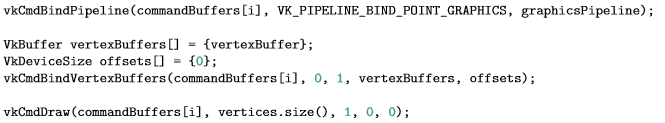 vkCmdBindPipeline(commandBuffers[i], VK_PIPELINE_BIND_POINT_GRAPHICS, graphicsPipeline);
VkBuffer vertexBuffers[] = {vertexBuffer};
VkDeviceSize offsets[] = {0};
vkCmdBindVertexBuffers(commandBuffers[i], 0, 1, vertexBuffers, offsets);
vkCmdDraw(commandBuffers[i], vertices.size(), 1, 0, 0);